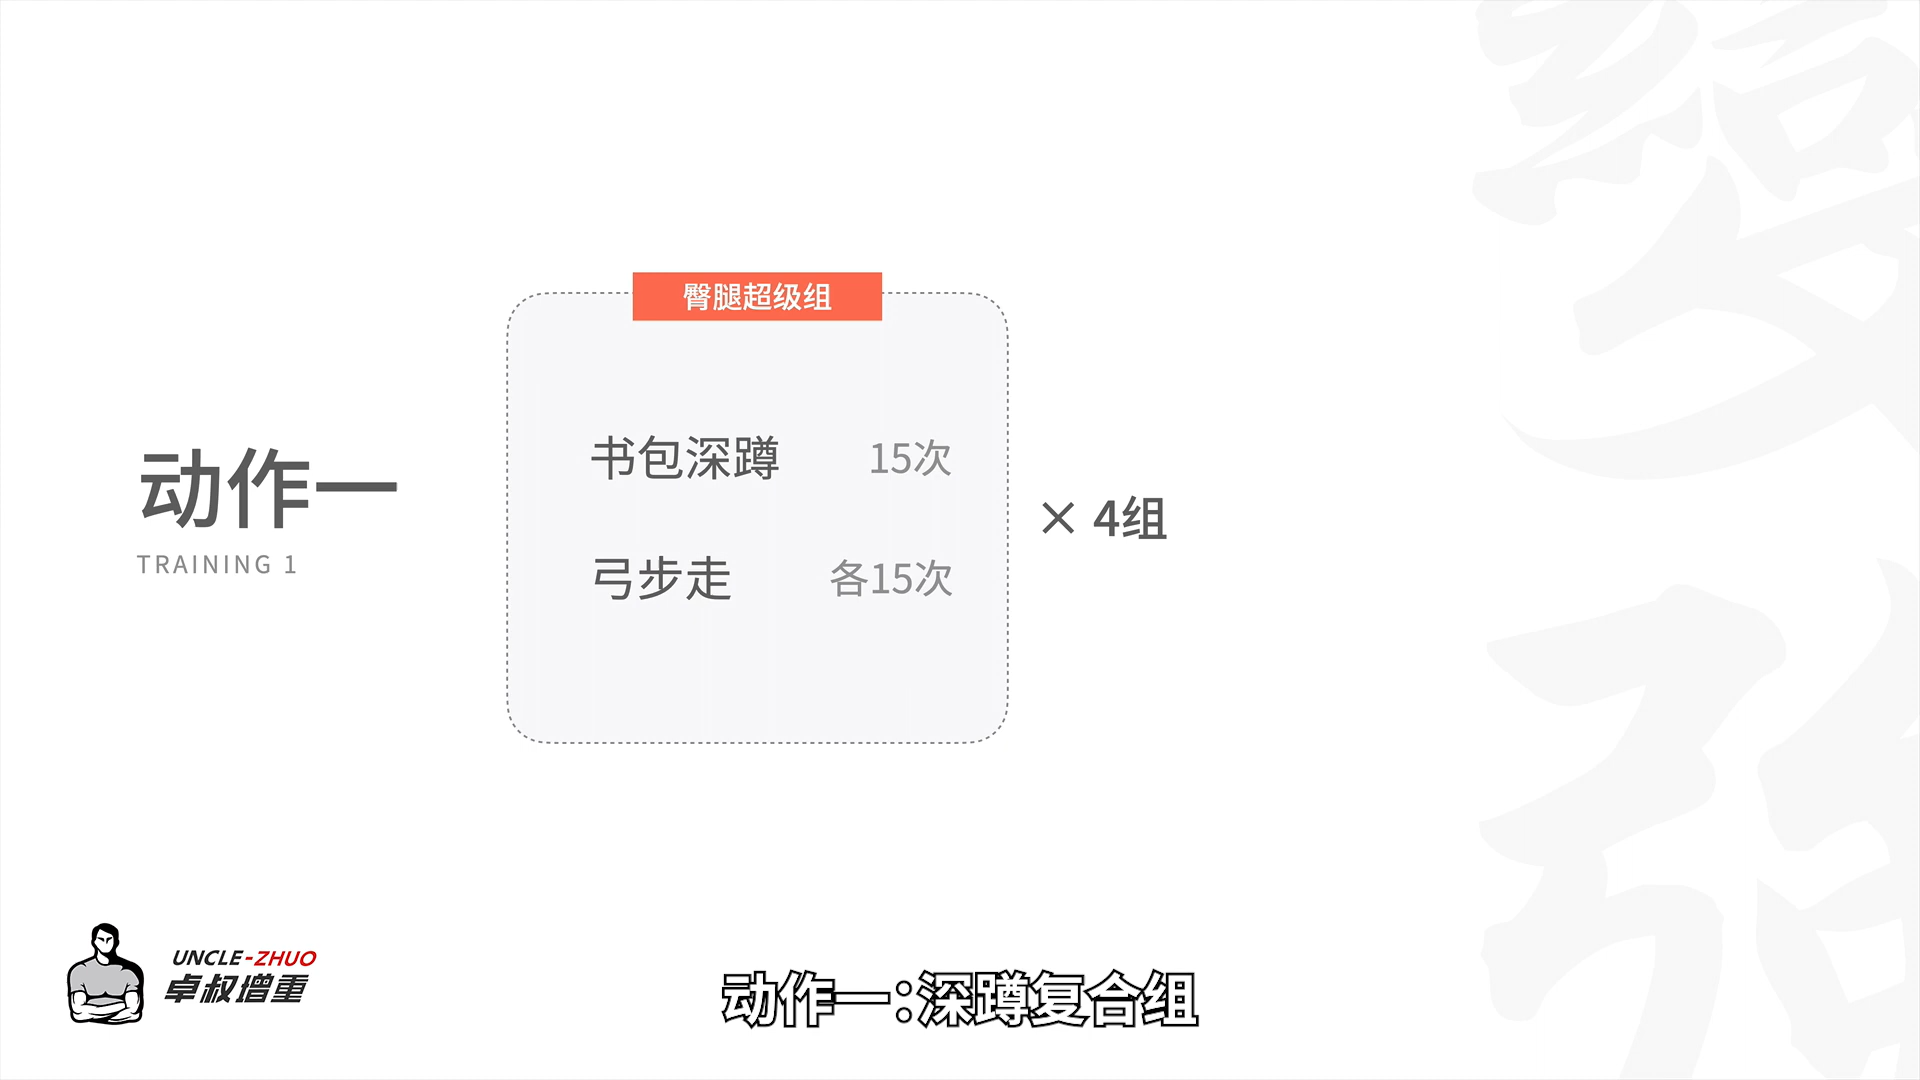 臀腿超级组
动作一
TRAINING 1
书包深蹲 15次
弓步走 各15次
× 4组
UNCLE-ZHUO
卓叔增重
动作一:深蹲复合组
变强